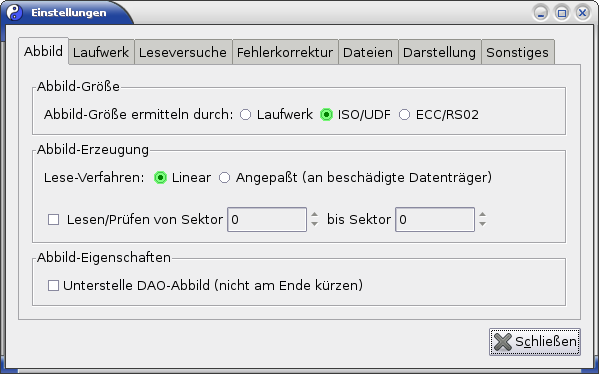 Einstellungen
Abbild Laufwerk Leseversuche Fehlerkorrektur Dateien Darstellung Sonstiges
Abbild-Größe
Abbild-Größe ermitteln durch: Laufwerk ISO/UDF ECC/RS02
Abbild-Erzeugung
Lese-Verfahren: Linear Angepaßt (an beschädigte Datenträger)
Lesen/Prüfen von Sektor 0 bis Sektor 0
Abbild-Eigenschaften
Unterstelle DAO-Abbild (nicht am Ende kürzen)
Schließen